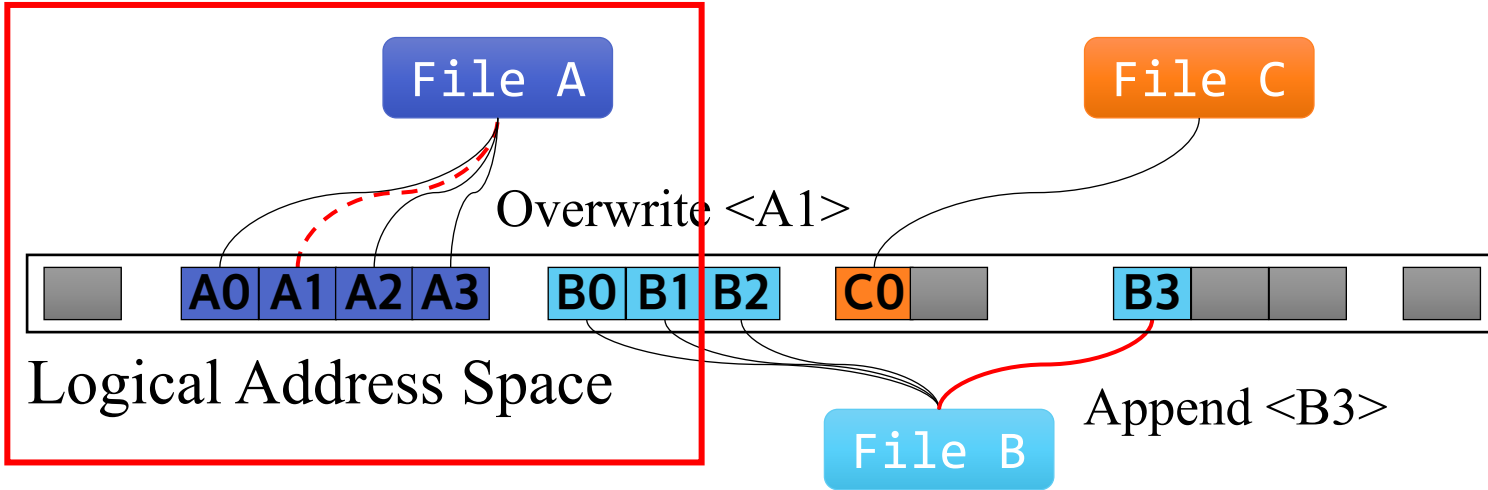 File A
File C
Overwrite <A1>
A0 A1 A2 A3 B0 B1 B2 C0 B3
Logical Address Space
Append <B3>
File B